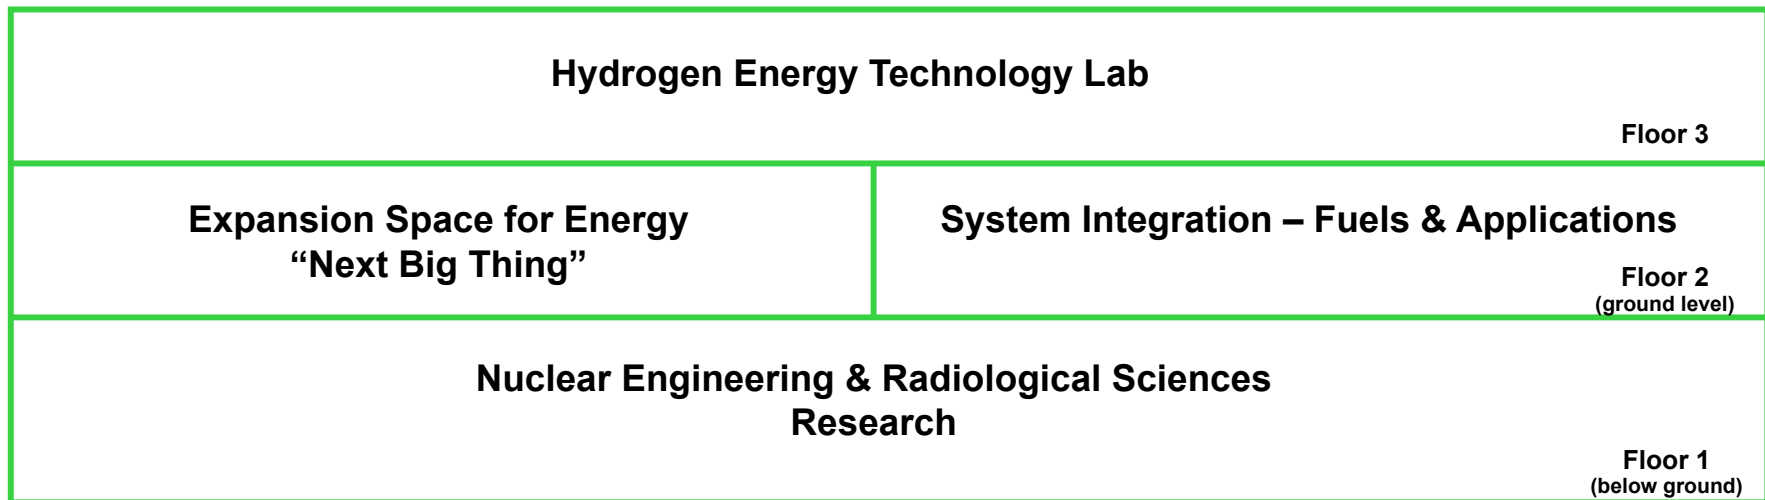 Hydrogen Energy Technology Lab
Floor 3
Expansion Space for Energy
“Next Big Thing”
System Integration – Fuels & Applications
Floor 2
(ground level)
Nuclear Engineering & Radiological Sciences
Research
Floor 1
(below ground)